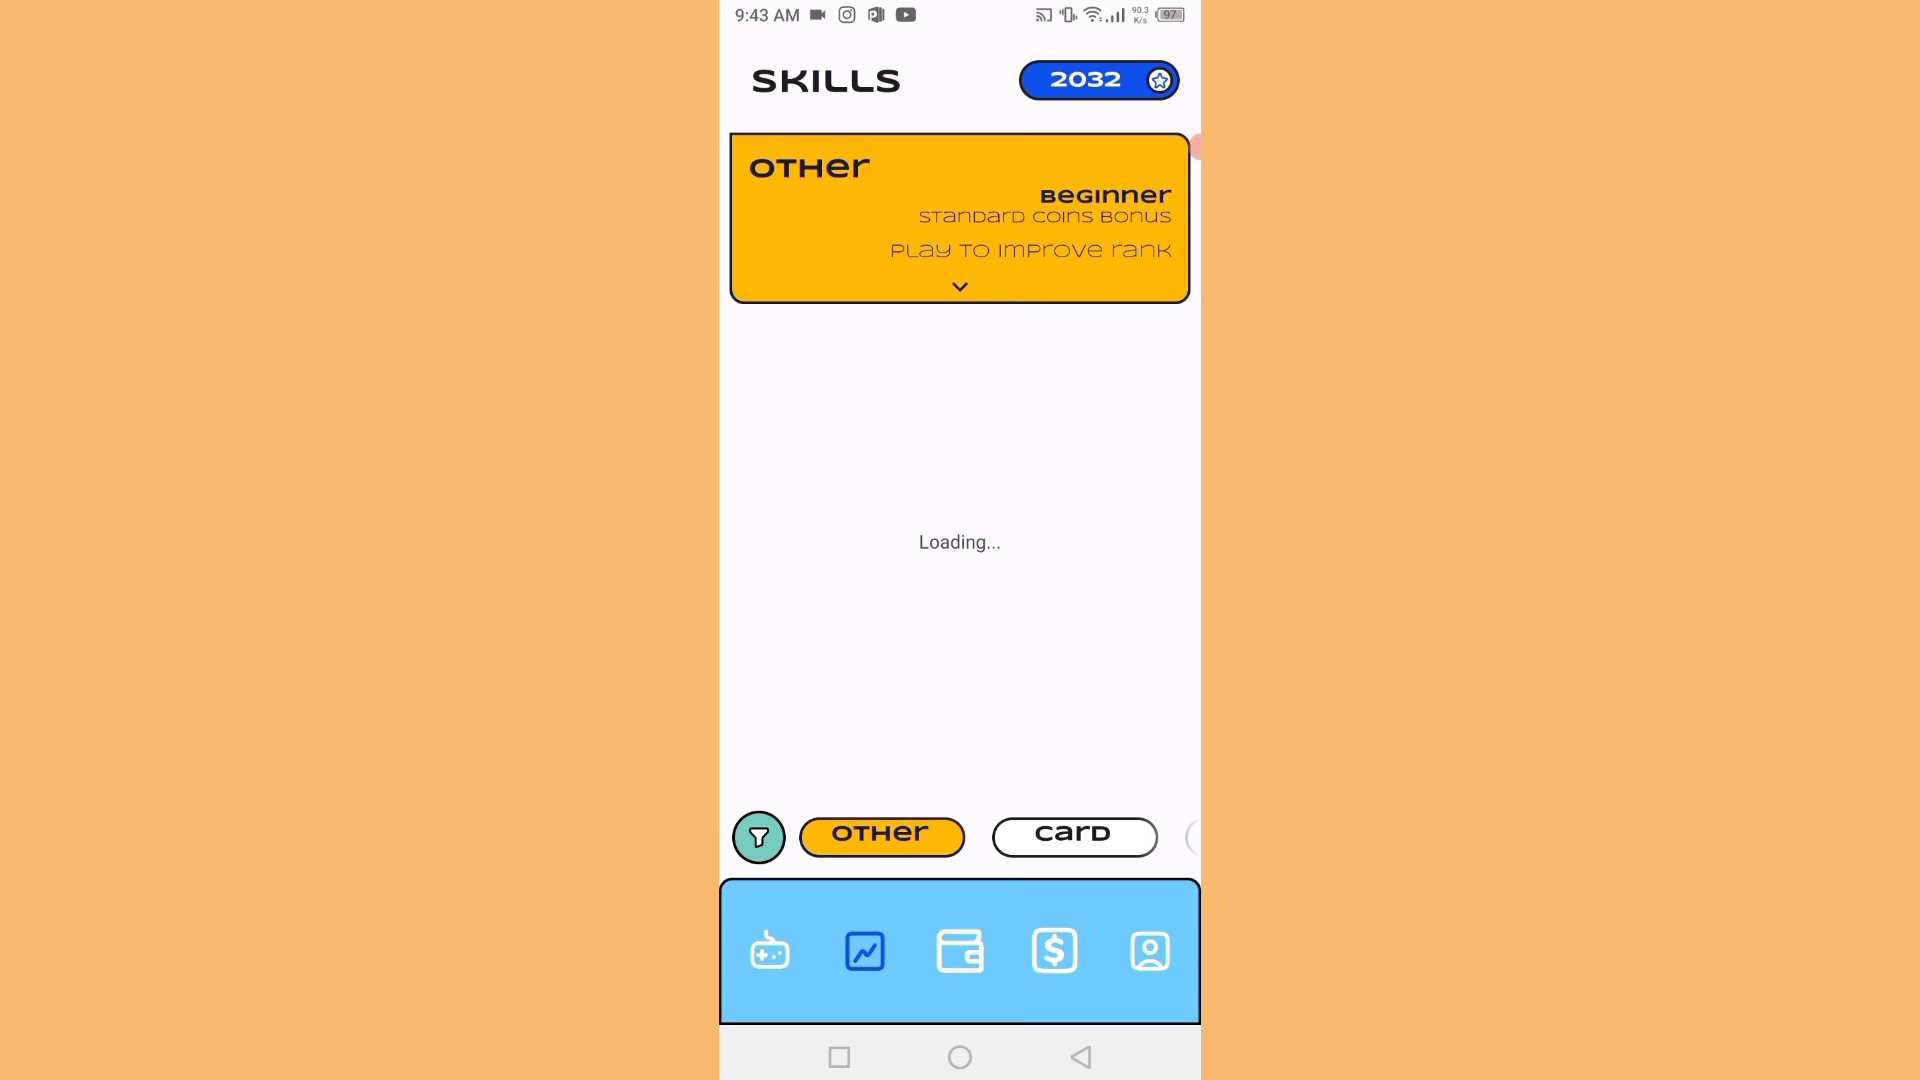 9:43 AM
90.3
K/s
97
SKILLS
2032
OTHER
BEGINNER
STANDARD COINS BONUS
PLAY TO IMPROVE RANK
Loading...
OTHER
CARD